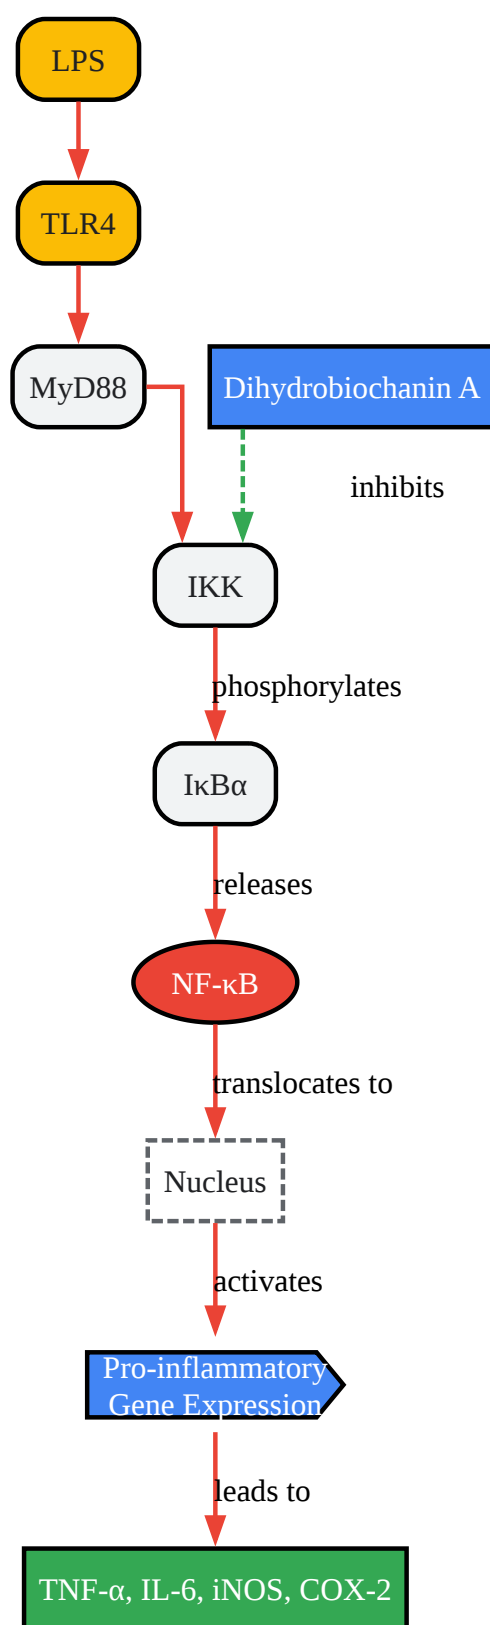 LPS
TLR4
MyD88
Dihydrobiochanin A
inhibits
IKK
phosphorylates
IκBα
releases
NF-κB
translocates to
Nucleus
activates
Pro-inflammatory
Gene Expression
leads to
TNF-α, IL-6, iNOS, COX-2